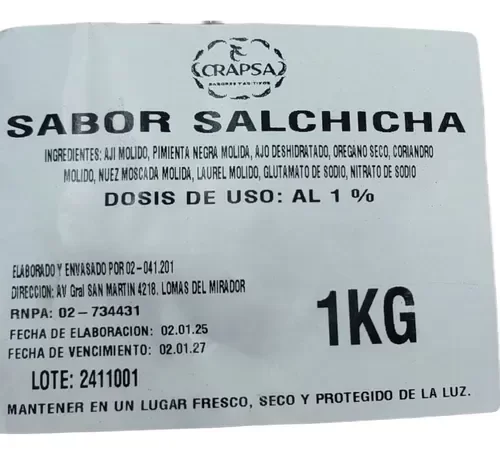 CRAPSA
SABOR SALCHICHA
INGREDIENTES: AJI MOLIDO, PIMIENTA NEGRA MOLIDA, AJO DESHIDRATADO, OREGANO SECO, CORIANDRO
MOLIDO, NUEZ MOSCADA MOLIDA, LAUREL MOLIDO, GLUTAMATO DE SODIO, NITRATO DE SODIO
DOSIS DE USO: AL 1 %
ELABORADO Y ENVASADO POR 02-041.201
DIRECCION: AV Gral SAN MARTIN 4218. LOMAS DEL MIRADOR
RNPA: 02-734431
1KG
FECHA DE ELABORACION: 02.01.25
FECHA DE VENCIMIENTO: 02.01.27
LOTE: 2411001
MANTENER EN UN LUGAR FRESCO, SECO Y PROTEGIDO DE LA LUZ.